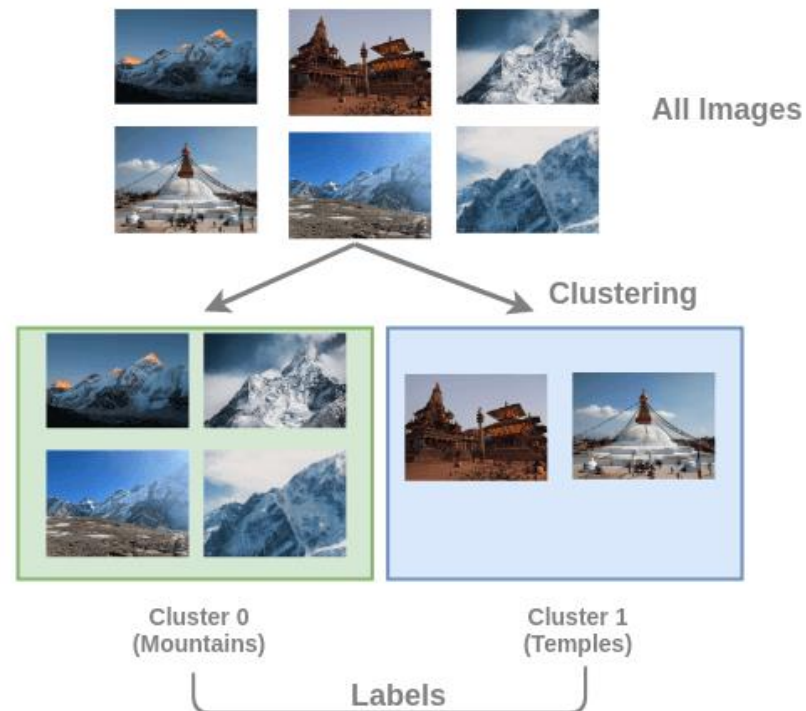 All Images
Clustering
Cluster 0
(Mountains)
Cluster 1
(Temples)
Labels